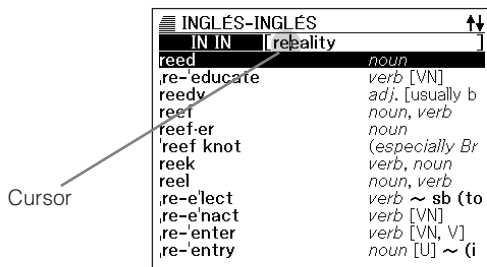 INGLÉS-INGLÉS
IN IN [reeality ]
reed noun
ˌre-ˈeducate verb [VN]
reedy adj. [usually b
reef noun, verb
reef·er noun
ˈreef knot (especially Br
reek verb, noun
reel noun, verb
ˌre-eˈlect verb ~ sb (to
ˌre-eˈnact verb [VN]
ˌre-ˈenter verb [VN, V]
ˌre-ˈentry noun [U] ~ (i
Cursor